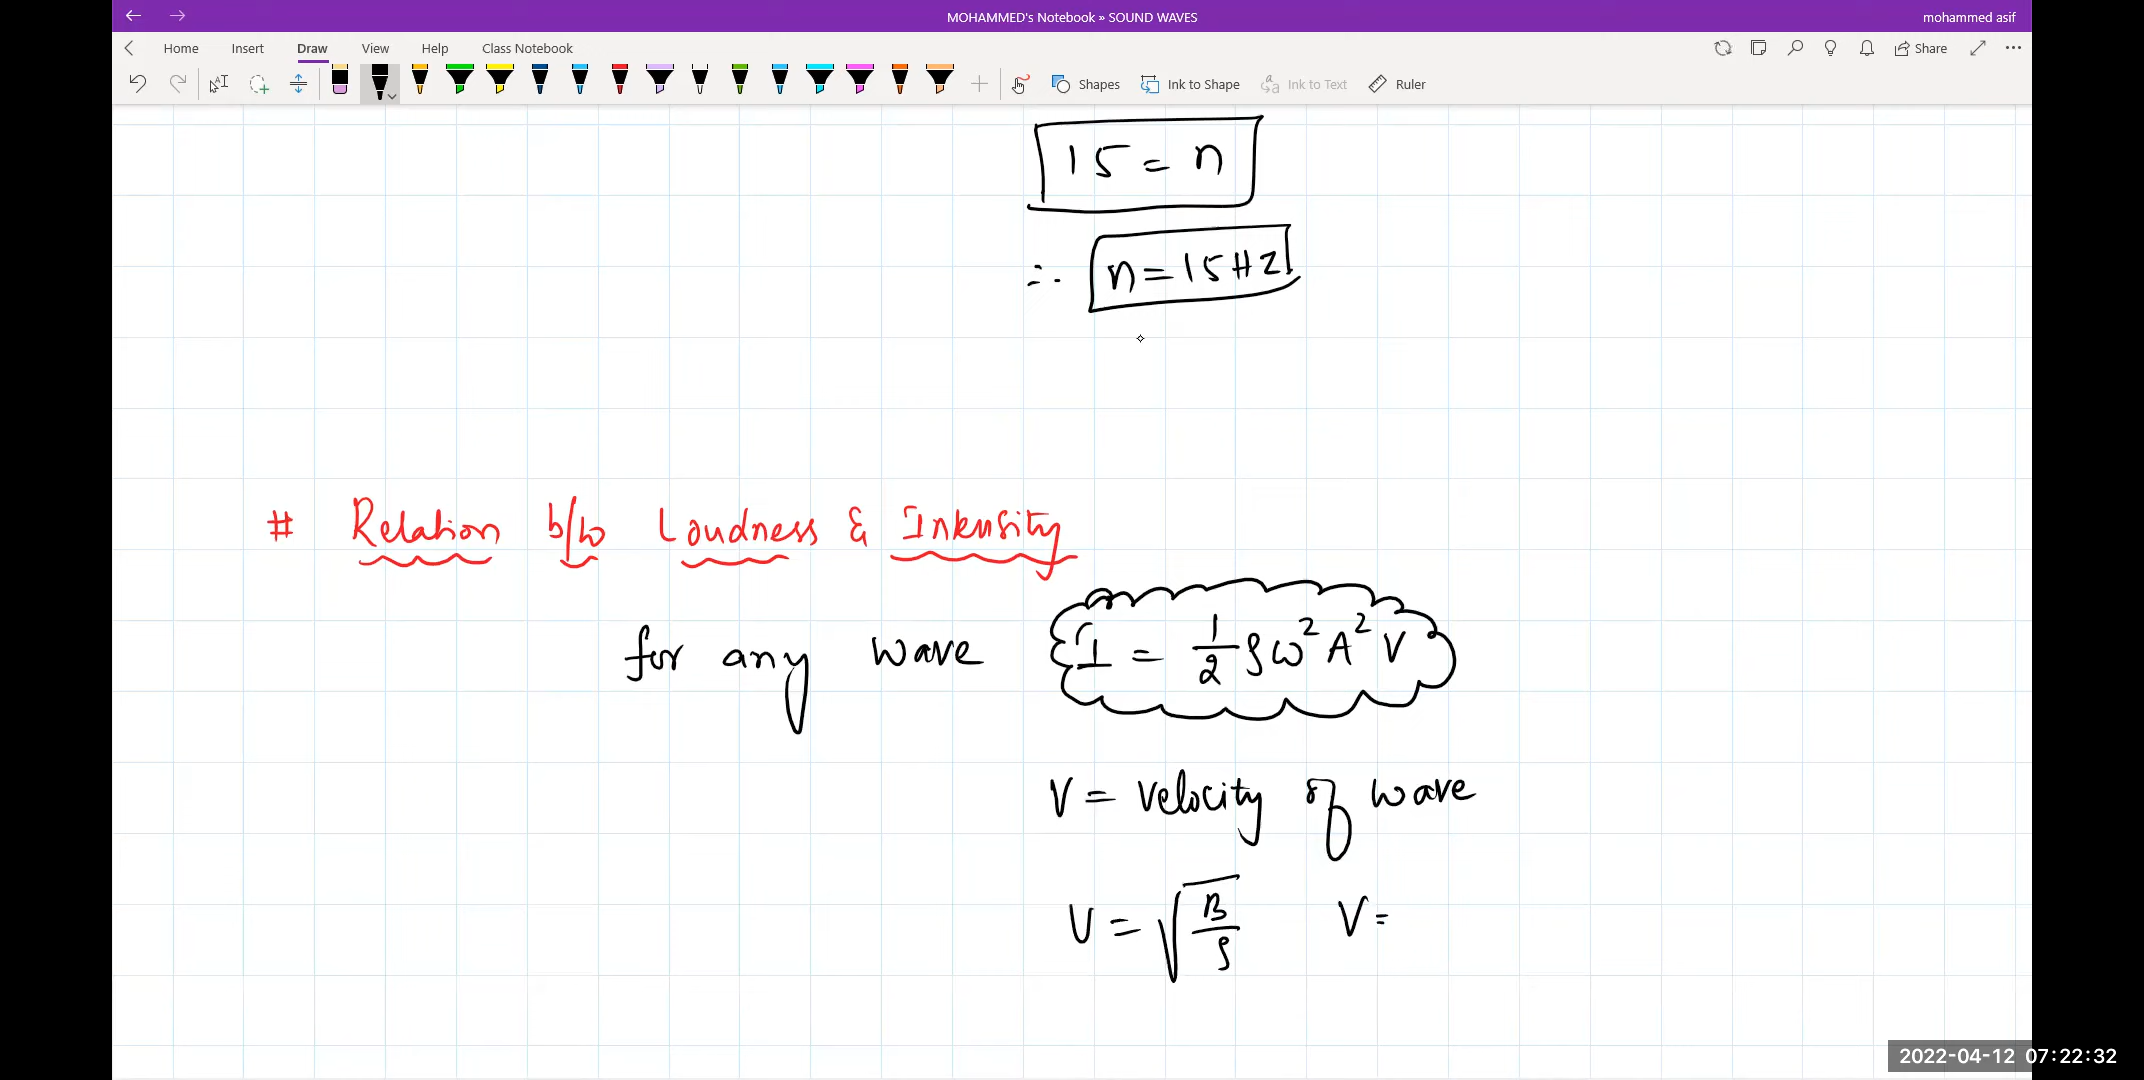 MOHAMMED's Notebook » SOUND WAVES
mohammed asif
Home Insert Draw View Help Class Notebook
Share
Shapes Ink to Shape Ink to Text Ruler
15 = n
∴ n = 15Hz
# Relation b/w Loudness & Intensity
for any wave I = 1/2 ρω²A²V
V = velocity of wave
V = √(B/ρ) V =
2022-04-12 07:22:32